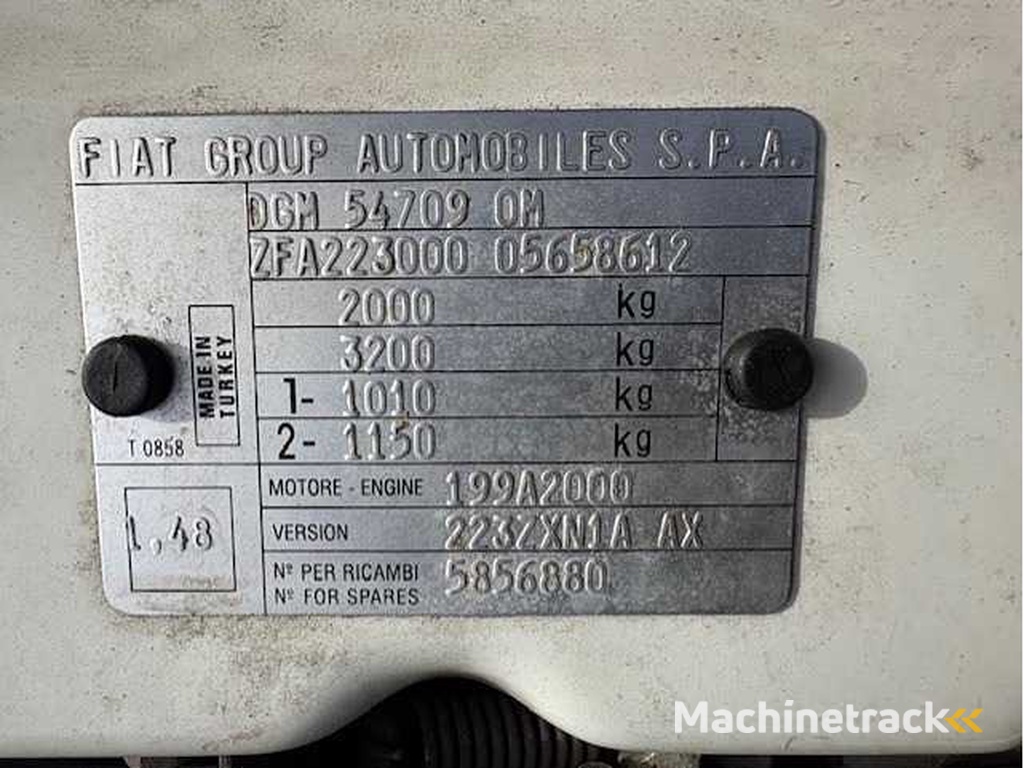 FIAT GROUP AUTOMOBILES S.P.A.
DGM 54709 OM
ZFA223000 05658612
2000 kg
3200 kg
1- 1010 kg
2- 1150 kg
MADE IN
TURKEY
T 0858
MOTORE - ENGINE 199A2000
1,48
VERSION 223ZXN1A AX
Nº PER RICAMBI
Nº FOR SPARES
5856880
Machinetrack